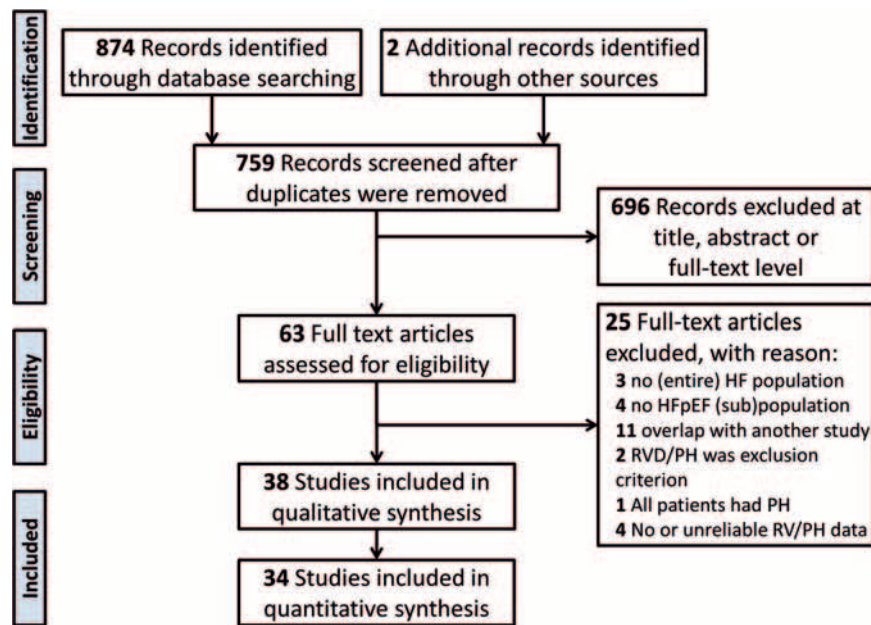 Identification
874 Records identified
through database searching
2 Additional records identified
through other sources
Screening
759 Records screened after
duplicates were removed
696 Records excluded at
title, abstract or
full-text level
Eligibility
63 Full text articles
assessed for eligibility
25 Full-text articles
excluded, with reason:
3 no (entire) HF population
4 no HFpEF (sub)population
11 overlap with another study
2 RVD/PH was exclusion
criterion
1 All patients had PH
4 No or unreliable RV/PH data
Included
38 Studies included in
qualitative synthesis
34 Studies included in
quantitative synthesis